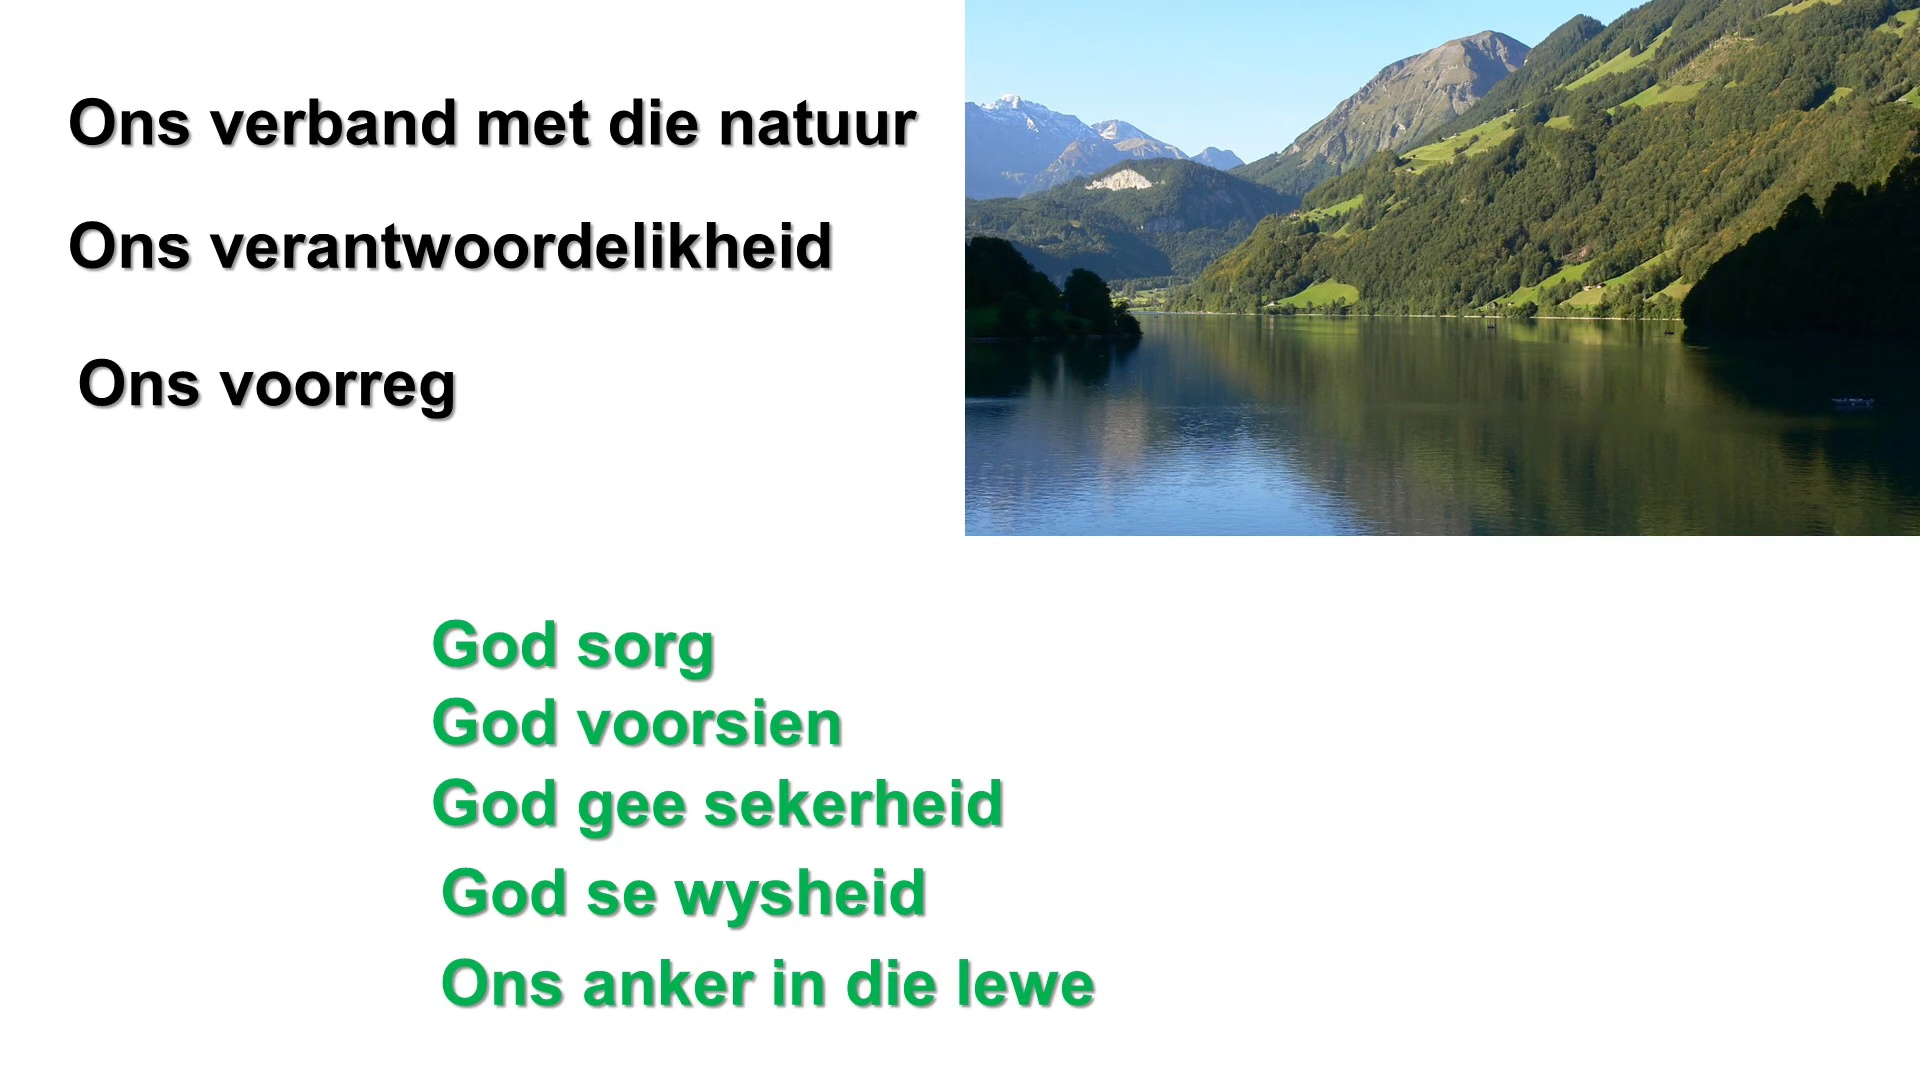 Ons verband met die natuur
Ons verantwoordelikheid
Ons voorreg
God sorg
God voorsien
God gee sekerheid
God se wysheid
Ons anker in die lewe